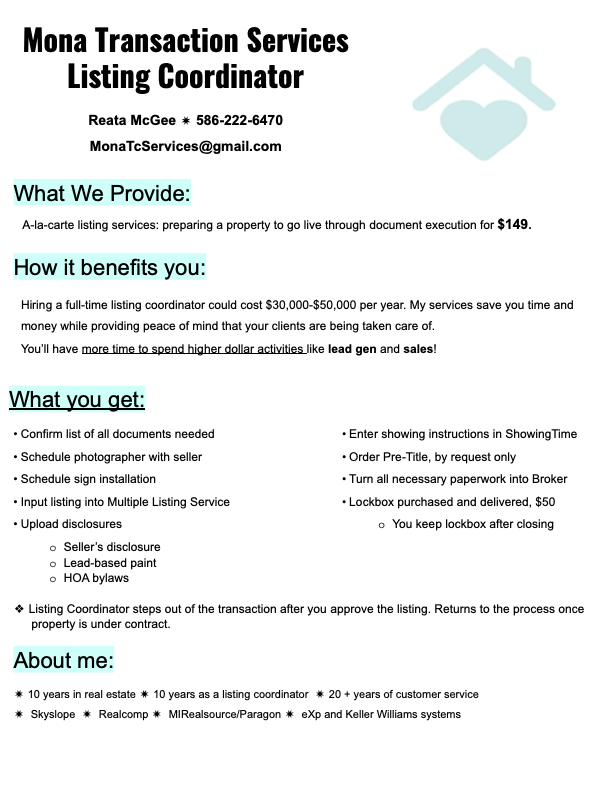 Mona Transaction Services
Listing Coordinator
Reata McGee ✷ 586-222-6470
MonaTcServices@gmail.com
What We Provide:
A-la-carte listing services: preparing a property to go live through document execution for $149.
How it benefits you:
Hiring a full-time listing coordinator could cost $30,000-$50,000 per year. My services save you time and
money while providing peace of mind that your clients are being taken care of.
You'll have more time to spend higher dollar activities like lead gen and sales!
What you get:
• Confirm list of all documents needed
• Schedule photographer with seller
• Schedule sign installation
• Input listing into Multiple Listing Service
• Upload disclosures
o Seller's disclosure
o Lead-based paint
o HOA bylaws
• Enter showing instructions in ShowingTime
• Order Pre-Title, by request only
• Turn all necessary paperwork into Broker
• Lockbox purchased and delivered, $50
o You keep lockbox after closing
❖ Listing Coordinator steps out of the transaction after you approve the listing. Returns to the process once
property is under contract.
About me:
✷ 10 years in real estate ✷ 10 years as a listing coordinator ✷ 20 + years of customer service
✷ Skyslope ✷ Realcomp ✷ MIRealsource/Paragon ✷ eXp and Keller Williams systems